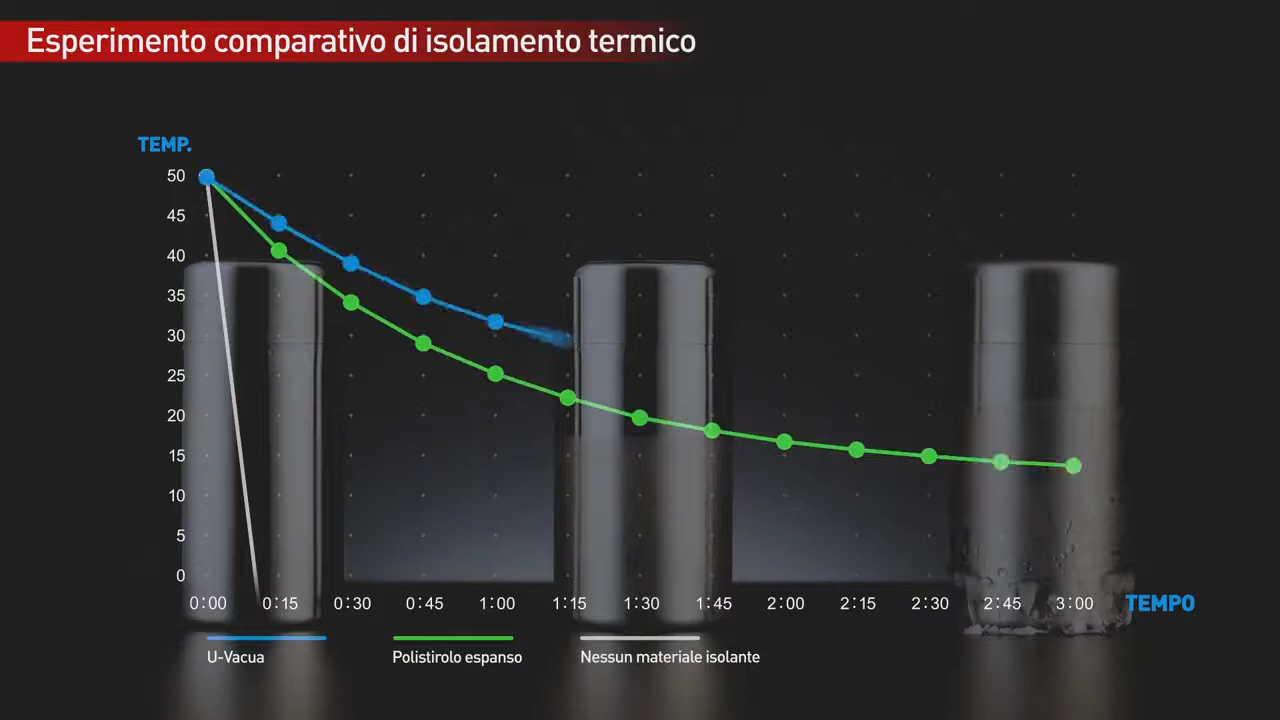 Esperimento comparativo di isolamento termico
TEMP.
50
45
40
35
30
25
20
15
10
5
0
0:00 0:15 0:30 0:45 1:00 1:15 1:30 1:45 2:00 2:15 2:30 2:45 3:00 TEMPO
U-Vacua Polistirolo espanso Nessun materiale isolante